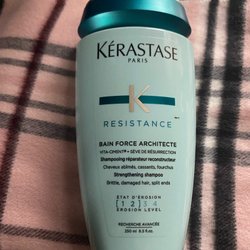 KÉRASTASE
PARIS
K
RESISTANCE
BAIN FORCE ARCHITECTE
VITA-CIMENT® + SÈVE DE RÉSURRECTION
Shampooing réparateur reconstructeur
Cheveux abîmés, cassants, fourchus
Strengthening shampoo
Brittle, damaged hair, split ends
ÉTAT D'ÉROSION
[1 2] 3 4
EROSION LEVEL
RECHERCHE AVANCÉE
250 ml 8.5 fl.oz.